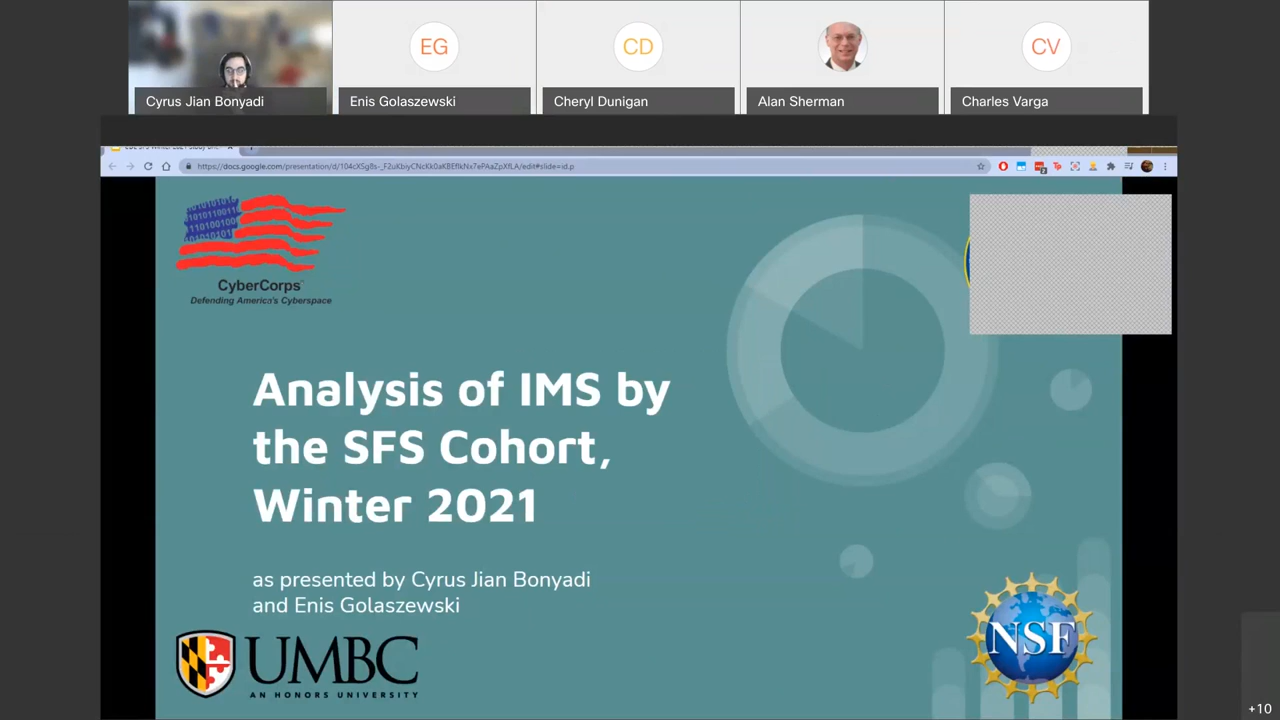 EG
CD
CV
Cyrus Jian Bonyadi
Enis Golaszewski
Cheryl Dunigan
Alan Sherman
Charles Varga
CyberCorps
Defending America's Cyberspace
Analysis of IMS by
the SFS Cohort,
Winter 2021
as presented by Cyrus Jian Bonyadi
and Enis Golaszewski
UMBC
AN HONORS UNIVERSITY
NSF
+10